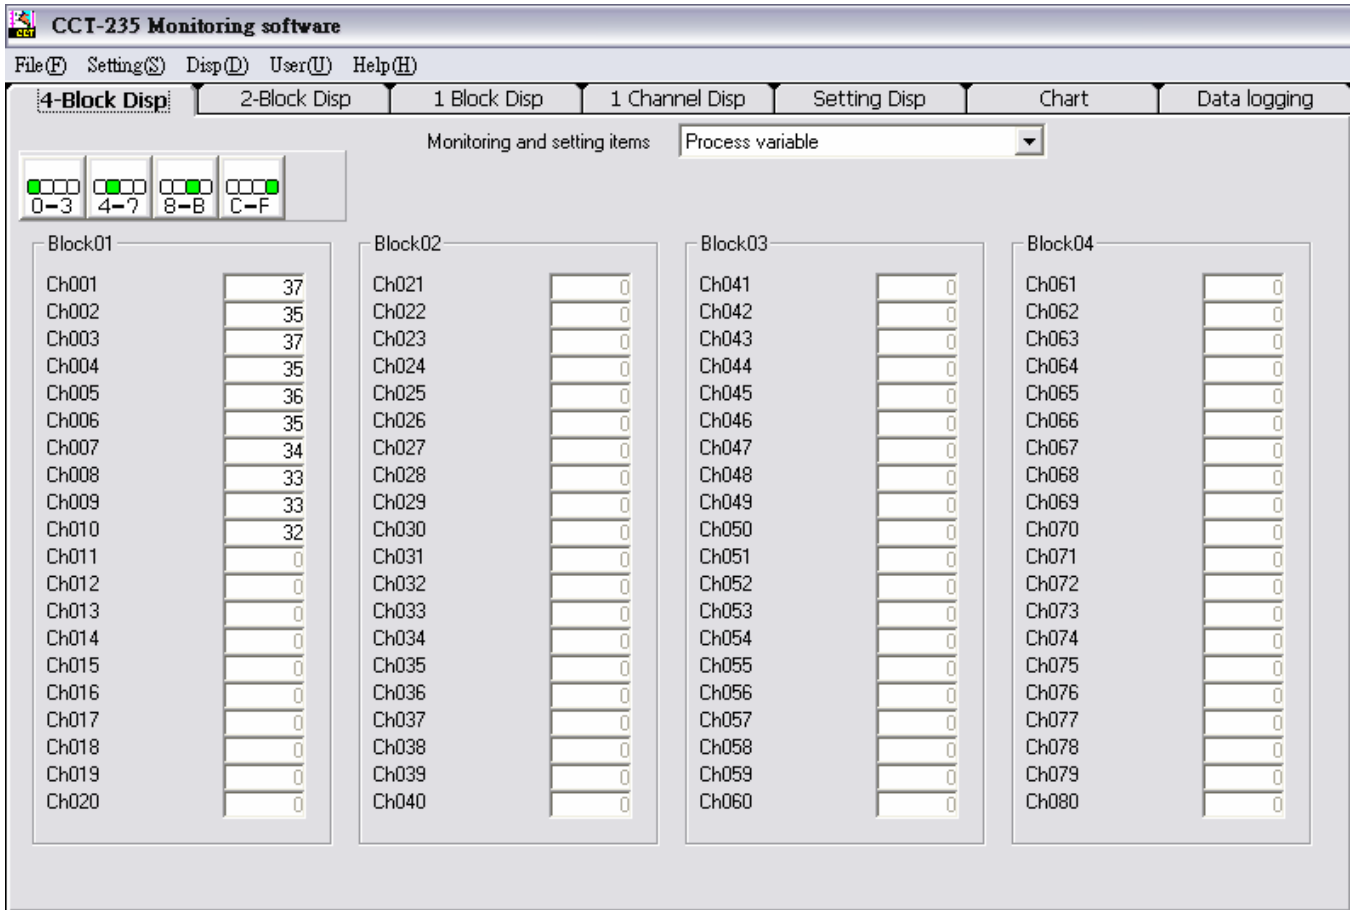 CCT-235 Monitoring software
File(F) Setting(S) Disp(D) User(U) Help(H)
4-Block Disp 2-Block Disp 1 Block Disp 1 Channel Disp Setting Disp Chart Data logging
Monitoring and setting items Process variable
0-3 4-7 8-B C-F
Block01 Block02 Block03 Block04
Ch001 37 Ch021 0 Ch041 0 Ch061 0
Ch002 35 Ch022 0 Ch042 0 Ch062 0
Ch003 37 Ch023 0 Ch043 0 Ch063 0
Ch004 35 Ch024 0 Ch044 0 Ch064 0
Ch005 36 Ch025 0 Ch045 0 Ch065 0
Ch006 35 Ch026 0 Ch046 0 Ch066 0
Ch007 34 Ch027 0 Ch047 0 Ch067 0
Ch008 33 Ch028 0 Ch048 0 Ch068 0
Ch009 33 Ch029 0 Ch049 0 Ch069 0
Ch010 32 Ch030 0 Ch050 0 Ch070 0
Ch011 0 Ch031 0 Ch051 0 Ch071 0
Ch012 0 Ch032 0 Ch052 0 Ch072 0
Ch013 0 Ch033 0 Ch053 0 Ch073 0
Ch014 0 Ch034 0 Ch054 0 Ch074 0
Ch015 0 Ch035 0 Ch055 0 Ch075 0
Ch016 0 Ch036 0 Ch056 0 Ch076 0
Ch017 0 Ch037 0 Ch057 0 Ch077 0
Ch018 0 Ch038 0 Ch058 0 Ch078 0
Ch019 0 Ch039 0 Ch059 0 Ch079 0
Ch020 0 Ch040 0 Ch060 0 Ch080 0